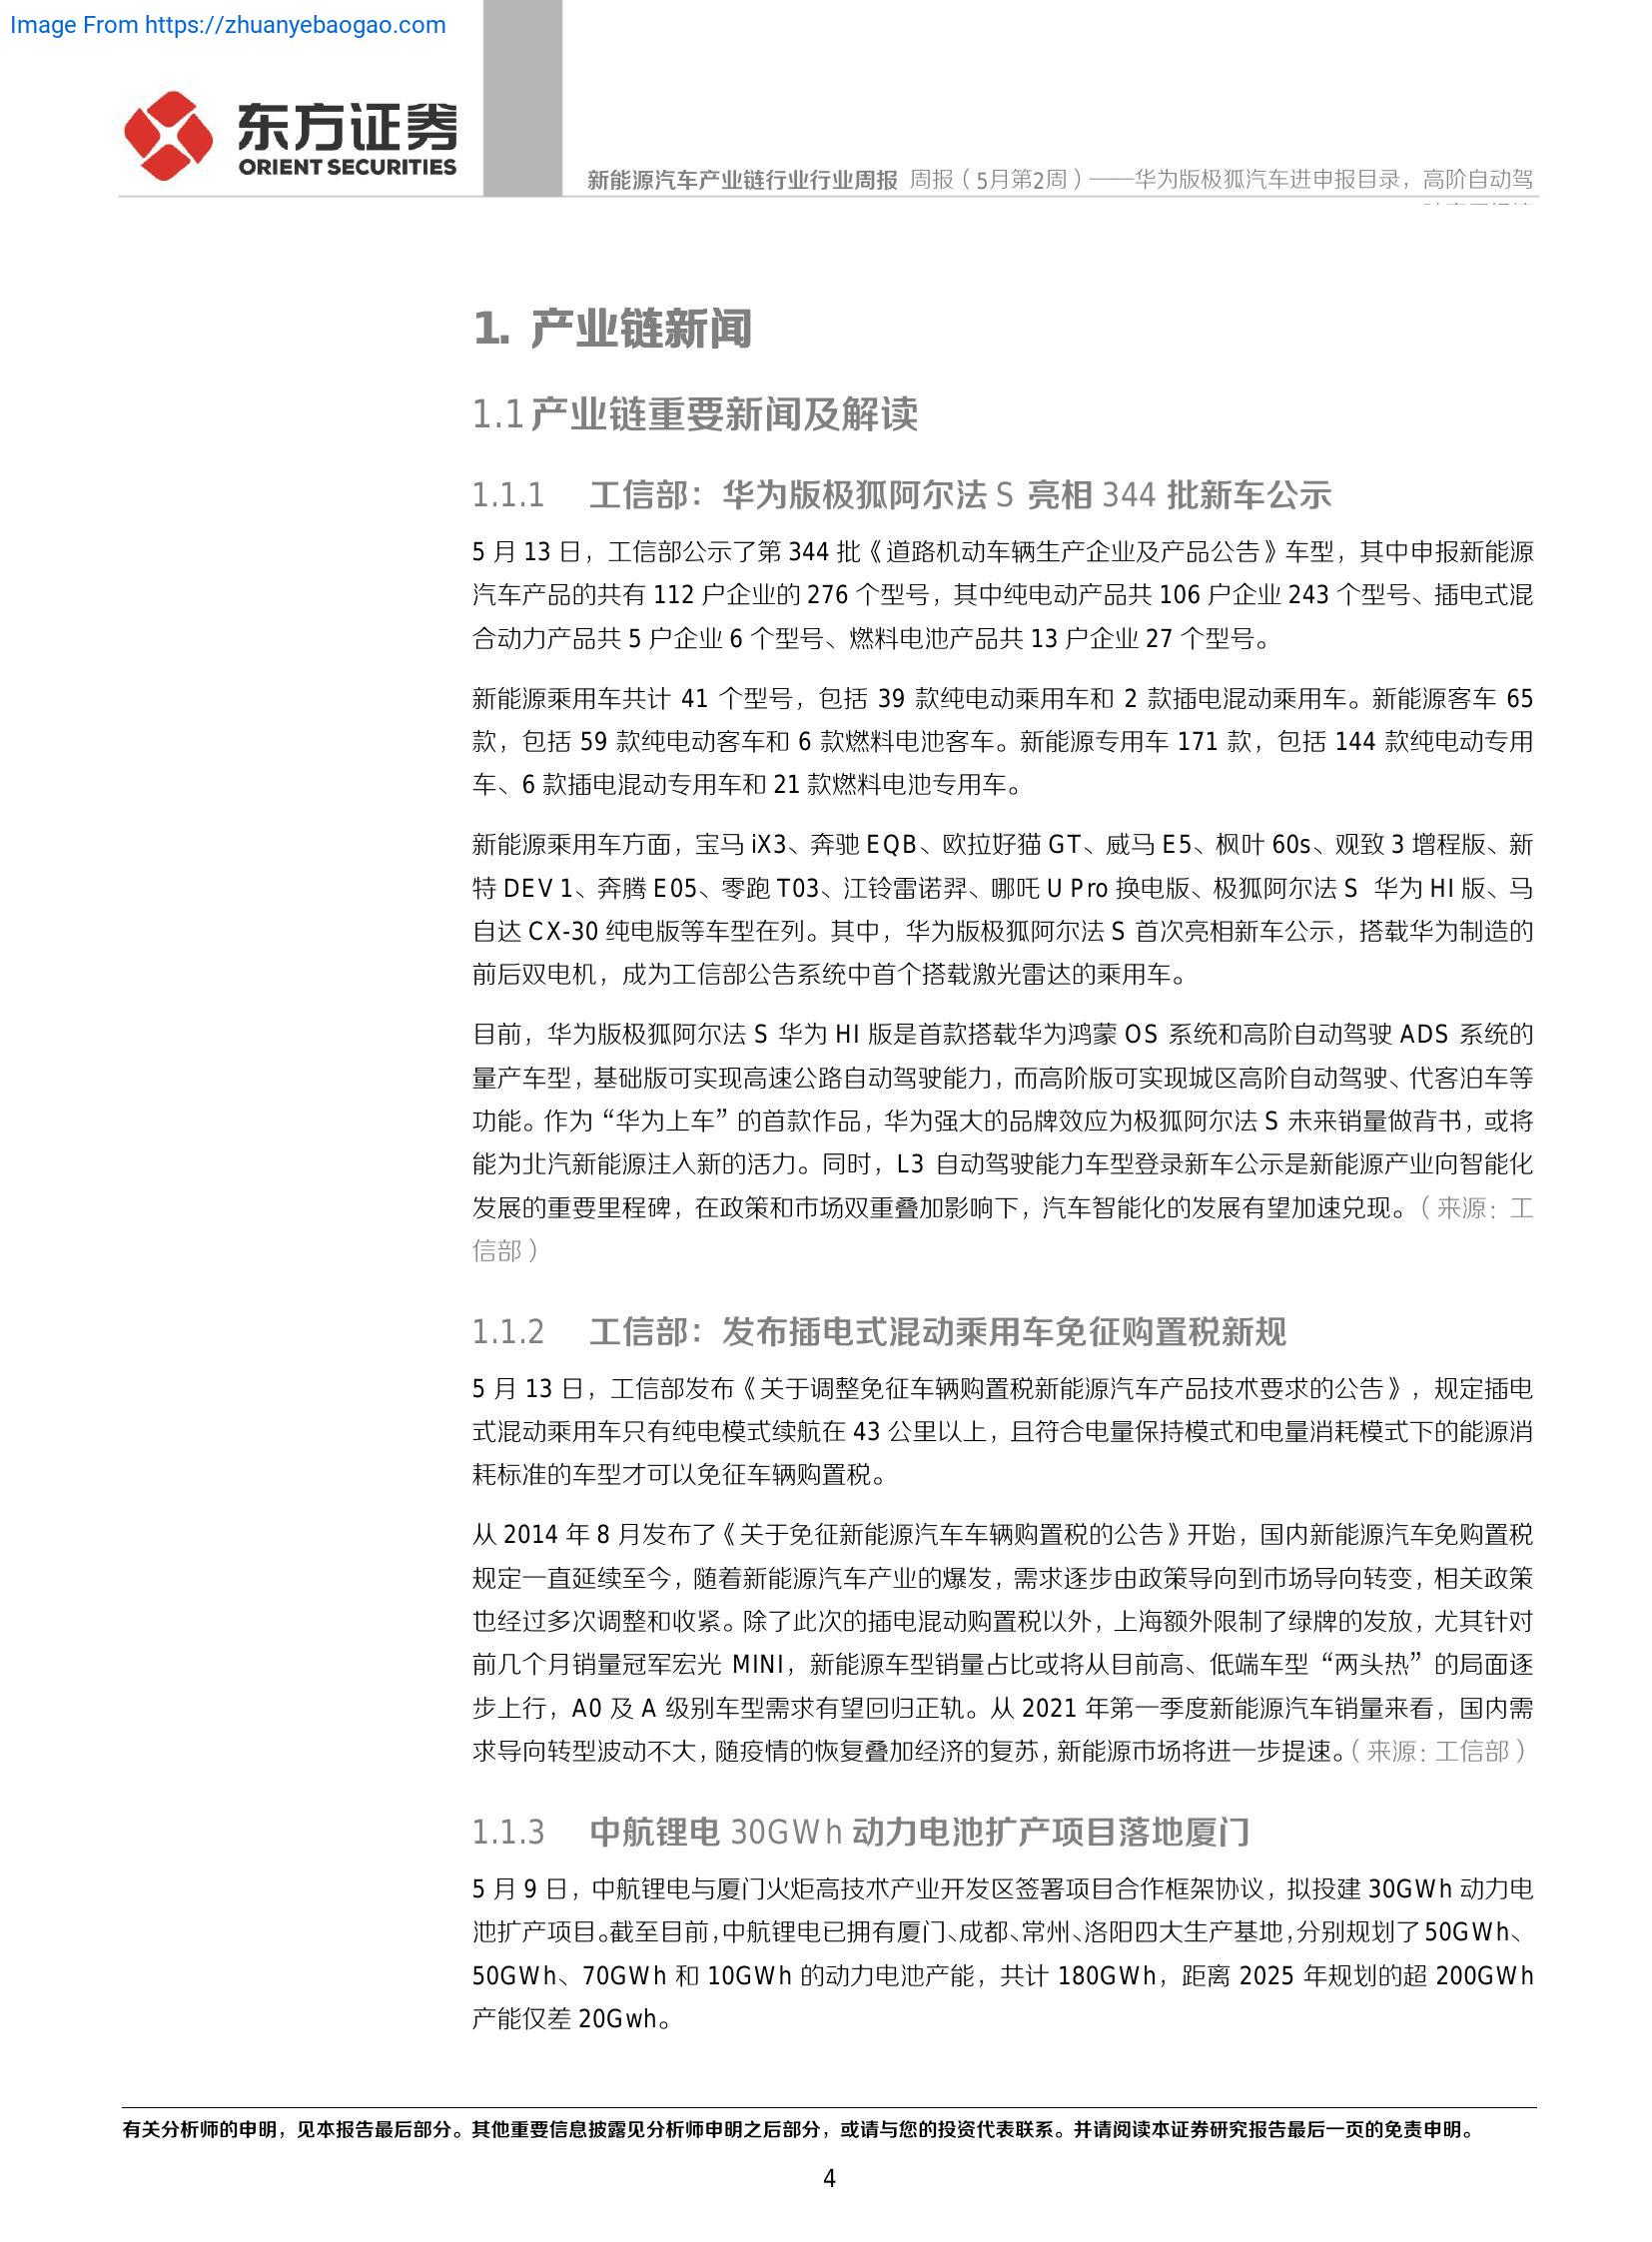 Image From https://zhuanyebaogao.com
东方证券
ORIENT SECURITIES
新能源汽车产业链行业行业周报 周报（5月第2周）——华为版极狐汽车进申报目录，高阶自动驾
1. 产业链新闻
1.1产业链重要新闻及解读
1.1.1 工信部：华为版极狐阿尔法 S 亮相 344 批新车公示
5 月 13 日，工信部公示了第 344 批《道路机动车辆生产企业及产品公告》车型，其中申报新能源
汽车产品的共有 112 户企业的 276 个型号，其中纯电动产品共 106 户企业 243 个型号、插电式混
合动力产品共 5 户企业 6 个型号、燃料电池产品共 13 户企业 27 个型号。
新能源乘用车共计 41 个型号，包括 39 款纯电动乘用车和 2 款插电混动乘用车。新能源客车 65
款，包括 59 款纯电动客车和 6 款燃料电池客车。新能源专用车 171 款，包括 144 款纯电动专用
车、6 款插电混动专用车和 21 款燃料电池专用车。
新能源乘用车方面，宝马 iX3、奔驰 EQB、欧拉好猫 GT、威马 E5、枫叶 60s、观致 3 增程版、新
特 DEV 1、奔腾 E05、零跑 T03、江铃雷诺羿、哪吒 U Pro 换电版、极狐阿尔法 S 华为 HI 版、马
自达 CX-30 纯电版等车型在列。其中，华为版极狐阿尔法 S 首次亮相新车公示，搭载华为制造的
前后双电机，成为工信部公告系统中首个搭载激光雷达的乘用车。
目前，华为版极狐阿尔法 S 华为 HI 版是首款搭载华为鸿蒙 OS 系统和高阶自动驾驶 ADS 系统的
量产车型，基础版可实现高速公路自动驾驶能力，而高阶版可实现城区高阶自动驾驶、代客泊车等
功能。作为“华为上车”的首款作品，华为强大的品牌效应为极狐阿尔法 S 未来销量做背书，或将
能为北汽新能源注入新的活力。同时，L3 自动驾驶能力车型登录新车公示是新能源产业向智能化
发展的重要里程碑，在政策和市场双重叠加影响下，汽车智能化的发展有望加速兑现。（来源：工
信部）
1.1.2 工信部：发布插电式混动乘用车免征购置税新规
5 月 13 日，工信部发布《关于调整免征车辆购置税新能源汽车产品技术要求的公告》，规定插电
式混动乘用车只有纯电模式续航在 43 公里以上，且符合电量保持模式和电量消耗模式下的能源消
耗标准的车型才可以免征车辆购置税。
从 2014 年 8 月发布了《关于免征新能源汽车车辆购置税的公告》开始，国内新能源汽车免购置税
规定一直延续至今，随着新能源汽车产业的爆发，需求逐步由政策导向到市场导向转变，相关政策
也经过多次调整和收紧。除了此次的插电混动购置税以外，上海额外限制了绿牌的发放，尤其针对
前几个月销量冠军宏光 MINI，新能源车型销量占比或将从目前高、低端车型“两头热”的局面逐
步上行，A0 及 A 级别车型需求有望回归正轨。从 2021 年第一季度新能源汽车销量来看，国内需
求导向转型波动不大，随疫情的恢复叠加经济的复苏，新能源市场将进一步提速。（来源：工信部）
1.1.3 中航锂电 30GWh 动力电池扩产项目落地厦门
5 月 9 日，中航锂电与厦门火炬高技术产业开发区签署项目合作框架协议，拟投建 30GWh 动力电
池扩产项目。截至目前，中航锂电已拥有厦门、成都、常州、洛阳四大生产基地，分别规划了50GWh、
50GWh、70GWh 和 10GWh 的动力电池产能，共计 180GWh，距离 2025 年规划的超 200GWh
产能仅差 20Gwh。
有关分析师的申明，见本报告最后部分。其他重要信息披露见分析师申明之后部分，或请与您的投资代表联系。并请阅读本证券研究报告最后一页的免责申明。
4